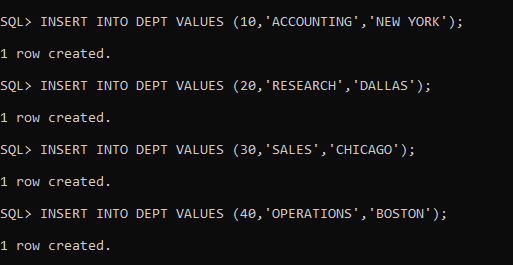 SQL> INSERT INTO DEPT VALUES (10,'ACCOUNTING','NEW YORK');
1 row created.
SQL> INSERT INTO DEPT VALUES (20,'RESEARCH','DALLAS');
1 row created.
SQL> INSERT INTO DEPT VALUES (30,'SALES','CHICAGO');
1 row created.
SQL> INSERT INTO DEPT VALUES (40,'OPERATIONS','BOSTON');
1 row created.